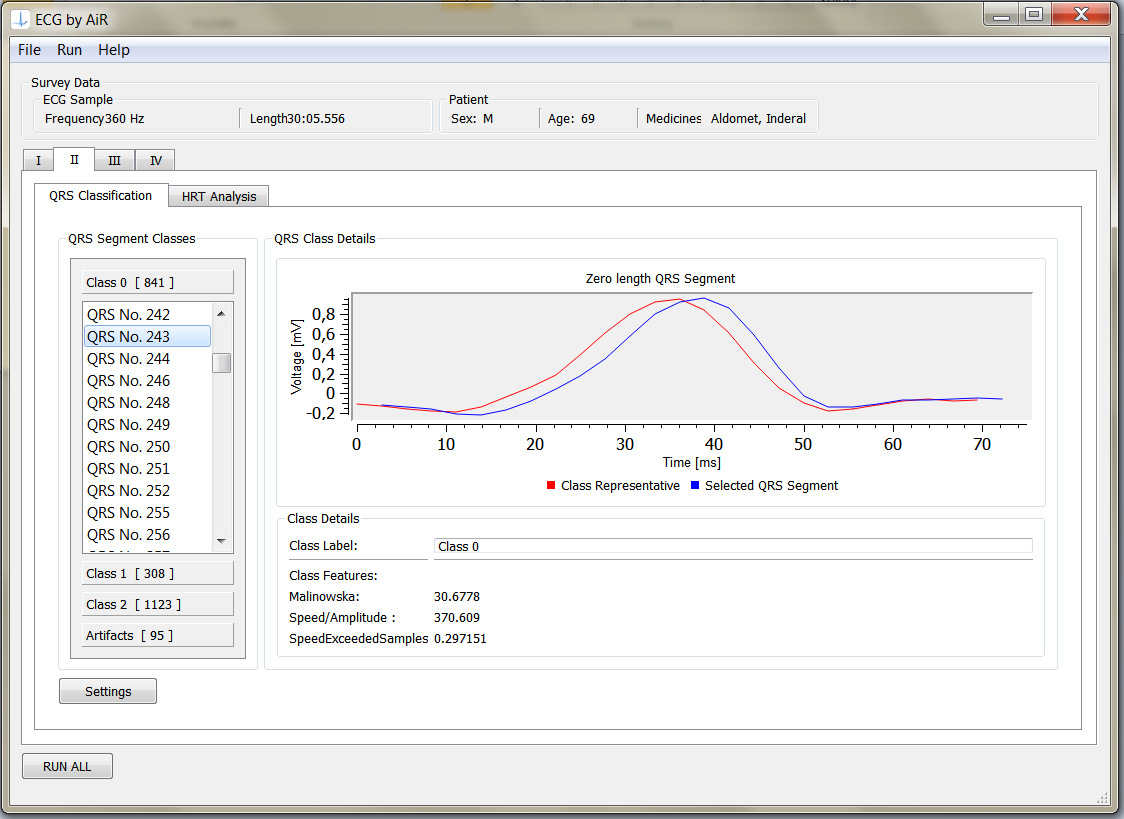 ECG by AiR
File Run Help
Survey Data
ECG Sample
Frequency360 Hz Length30:05.556
Patient
Sex: M Age: 69 Medicines Aldomet, Inderal
I II III IV
QRS Classification HRT Analysis
QRS Segment Classes
Class 0 [ 841 ]
QRS No. 242
QRS No. 243
QRS No. 244
QRS No. 246
QRS No. 248
QRS No. 249
QRS No. 250
QRS No. 251
QRS No. 252
QRS No. 255
QRS No. 256
Class 1 [ 308 ]
Class 2 [ 1123 ]
Artifacts [ 95 ]
Settings
QRS Class Details
Zero length QRS Segment
Voltage [mV]
0,8
0,6
0,4
0,2
0
-0,2
0 10 20 30 40 50 60 70
Time [ms]
Class Representative Selected QRS Segment
Class Details
Class Label: Class 0
Class Features:
Malinowska: 30.6778
Speed/Amplitude : 370.609
SpeedExceededSamples 0.297151
RUN ALL